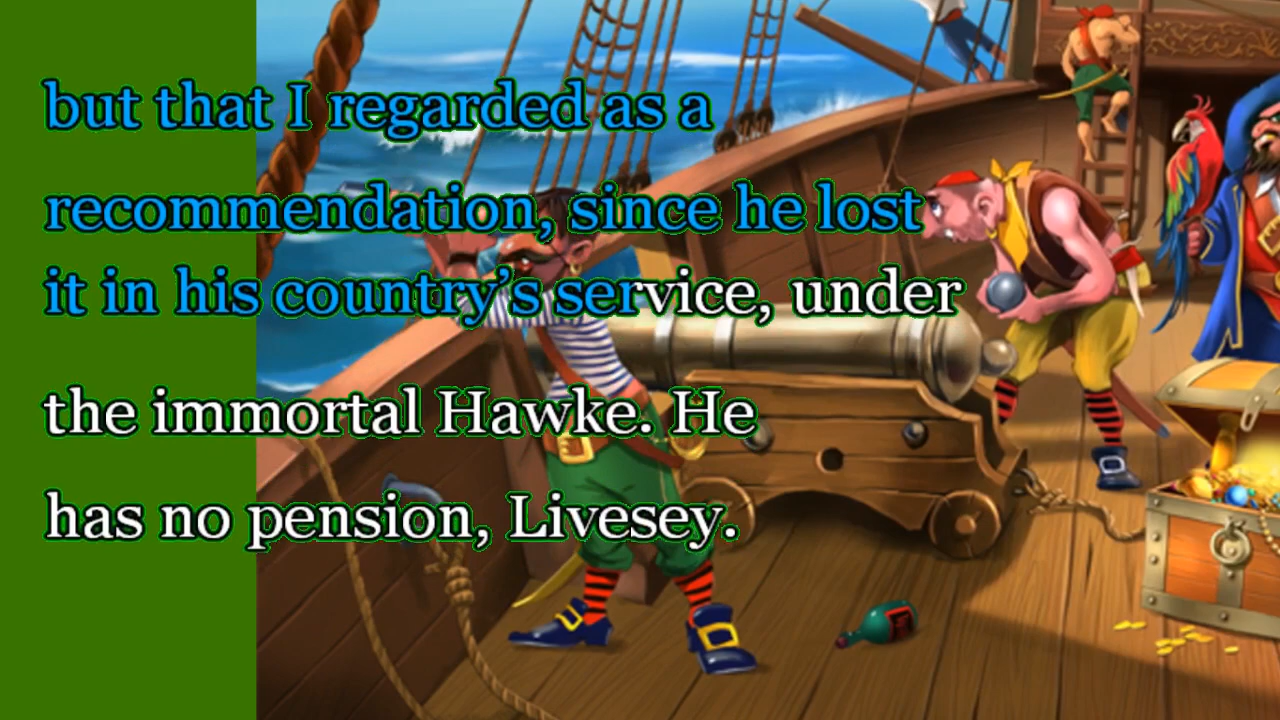 but that I regarded as a
recommendation, since he lost
it in his country’s service, under
the immortal Hawke. He
has no pension, Livesey.